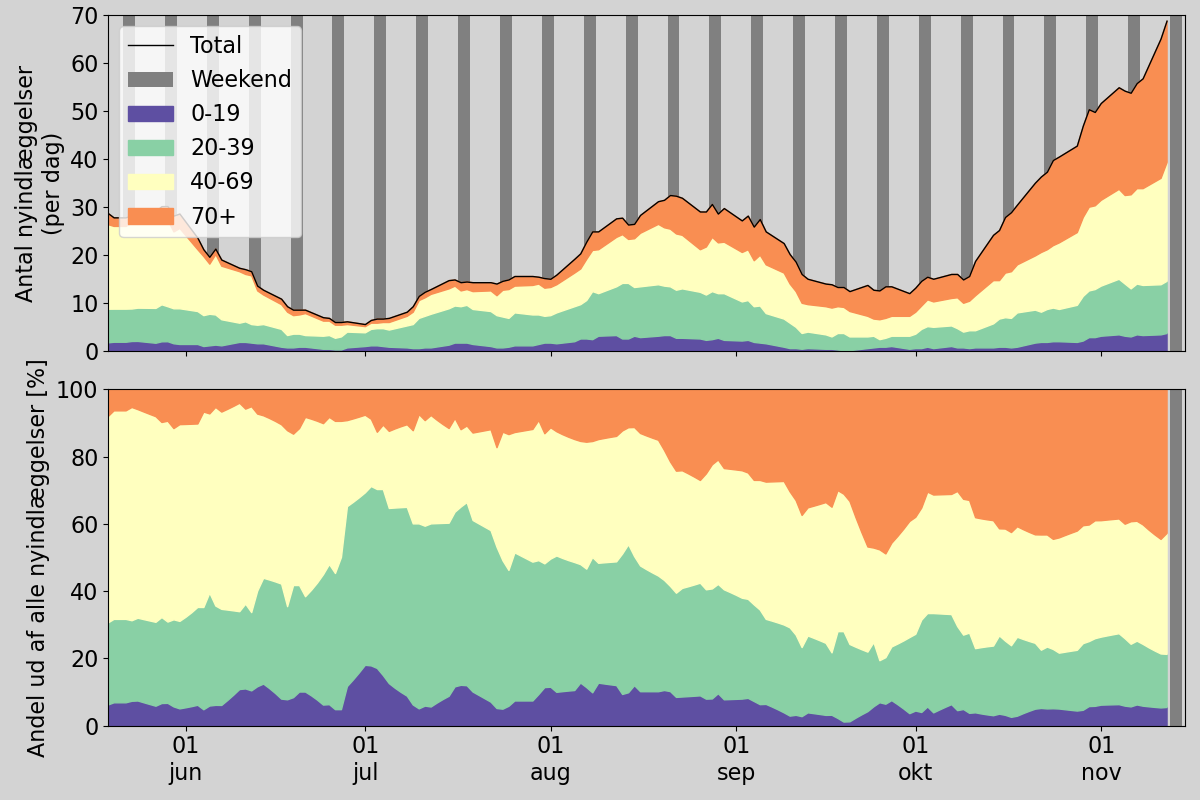 Antal nyindlæggelser
(per dag)
70
60
50
40
30
20
10
0
Total
Weekend
0-19
20-39
40-69
70+
Andel ud af alle nyindlæggelser [%]
100
80
60
40
20
0
01 01 01 01 01 01
jun jul aug sep okt nov